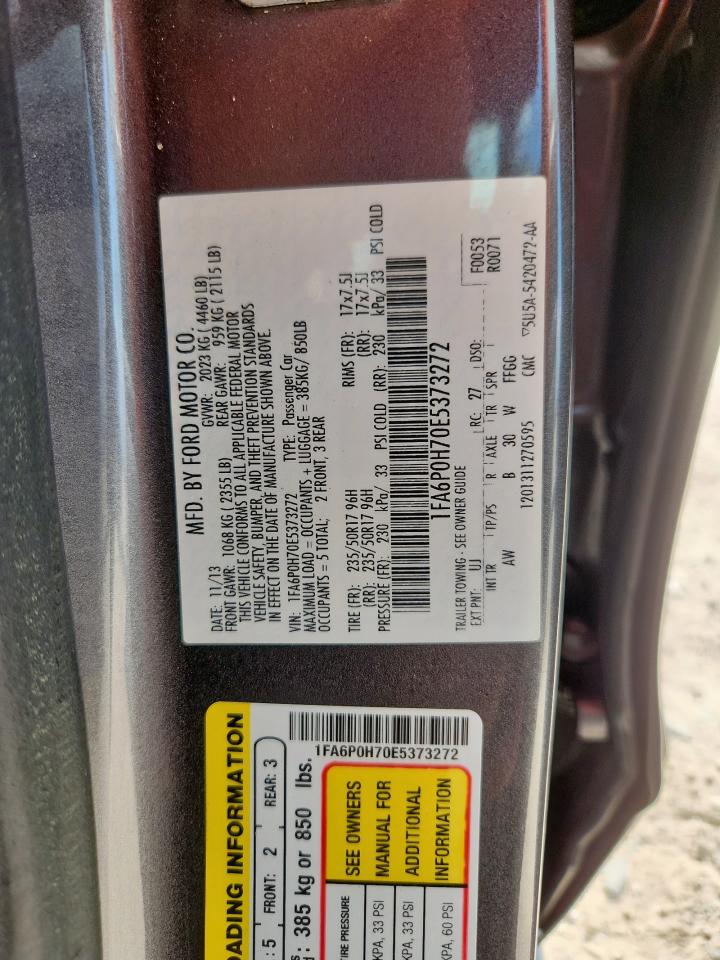 MFD. BY FORD MOTOR CO.
DATE: 11/13 GVWR: 2023 KG ( 4460 LB)
FRONT GAWR: 1068 KG ( 2355 LB) REAR GAWR: 959 KG ( 2115 LB)
THIS VEHICLE CONFORMS TO ALL APPLICABLE FEDERAL MOTOR
VEHICLE SAFETY, BUMPER, AND THEFT PREVENTION STANDARDS
IN EFFECT ON THE DATE OF MANUFACTURE SHOWN ABOVE.
VIN: 1FA6P0H70E5373272 TYPE: Passenger Car
MAXIMUM LOAD = OCCUPANTS + LUGGAGE = 385KG/ 850LB
OCCUPANTS = 5 TOTAL: 2 FRONT, 3 REAR
TIRE (FR): 235/50R17 96H RIMS (FR): 17x7.5J
(RR): 235/50R17 96H (RR): 17x7.5J
PRESSURE (FR): 230 kPa/ 33 PSI COLD (RR): 230 kPa/ 33 PSI COLD
1FA6P0H70E5373272
TRAILER TOWING - SEE OWNER GUIDE
EXT PNT: UJ RC: 27 DSO: F0053
R0071
INT TR TP/PS R AXLE TR SPR
AW B 30 W FFGG
1201311270595 CMC 5U5A-5420472-AA
OADING INFORMATION
: 5 FRONT: 2 REAR: 3
: 385 kg or 850 lbs.
1FA6P0H70E5373272
TIRE PRESSURE
KPA, 33 PSI
KPA, 33 PSI
KPA, 60 PSI
SEE OWNERS
MANUAL FOR
ADDITIONAL
INFORMATION